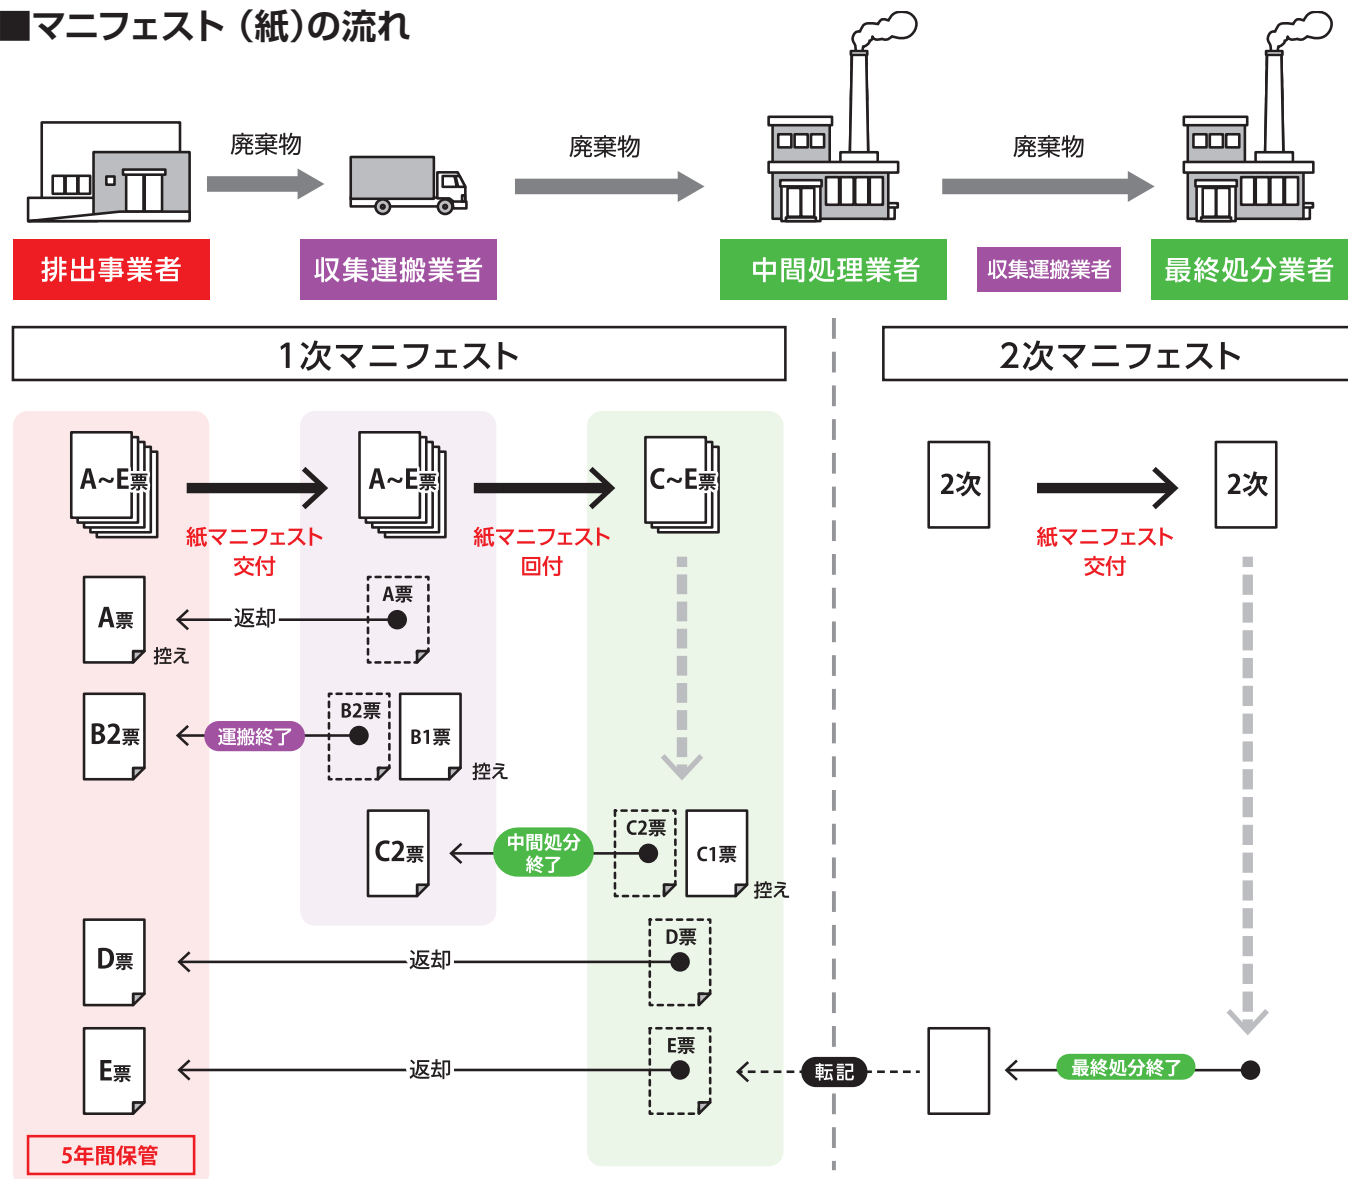 ■マニフェスト（紙）の流れ
廃棄物
廃棄物
廃棄物
排出事業者
収集運搬業者
中間処理業者
収集運搬業者
最終処分業者
1次マニフェスト
2次マニフェスト
A～E票
A～E票
C～E票
2次
2次
紙マニフェスト
交付
紙マニフェスト
回付
紙マニフェスト
交付
A票
控え
返却
A票
B2票
運搬終了
B2票
B1票
控え
C2票
中間処分
終了
C2票
C1票
控え
D票
返却
D票
E票
返却
E票
転記
最終処分終了
5年間保管